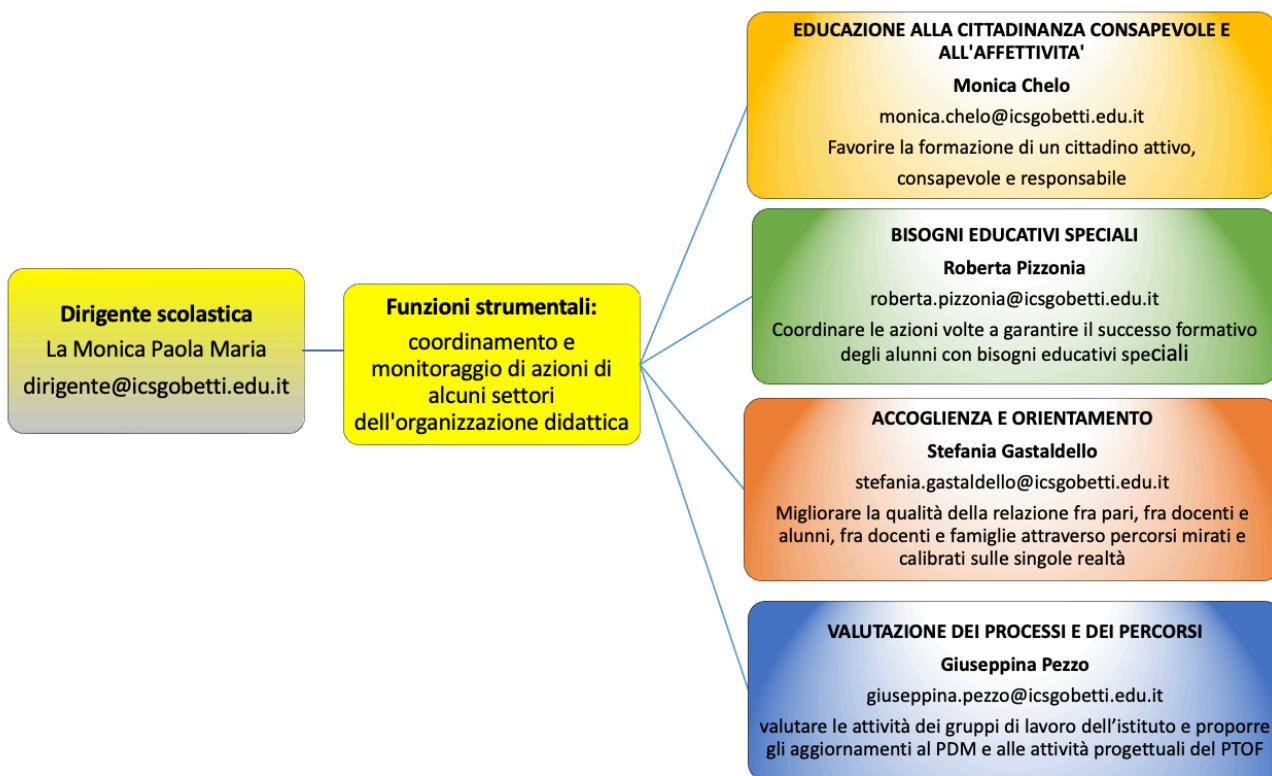 Dirigente scolastica
La Monica Paola Maria
dirigente@icsgobetti.edu.it
Funzioni strumentali:
coordinamento e
monitoraggio di azioni di
alcuni settori
dell'organizzazione didattica
EDUCAZIONE ALLA CITTADINANZA CONSAPEVOLE E
ALL'AFFETTIVITA'
Monica Chelo
monica.chelo@icsgobetti.edu.it
Favorire la formazione di un cittadino attivo,
consapevole e responsabile
BISOGNI EDUCATIVI SPECIALI
Roberta Pizzonia
roberta.pizzonia@icsgobetti.edu.it
Coordinare le azioni volte a garantire il successo formativo
degli alunni con bisogni educativi speciali
ACCOGLIENZA E ORIENTAMENTO
Stefania Gastaldello
stefania.gastaldello@icsgobetti.edu.it
Migliorare la qualità della relazione fra pari, fra docenti e
alunni, fra docenti e famiglie attraverso percorsi mirati e
calibrati sulle singole realtà
VALUTAZIONE DEI PROCESSI E DEI PERCORSI
Giuseppina Pezzo
giuseppina.pezzo@icsgobetti.edu.it
valutare le attività dei gruppi di lavoro dell’istituto e proporre
gli aggiornamenti al PDM e alle attività progettuali del PTOF